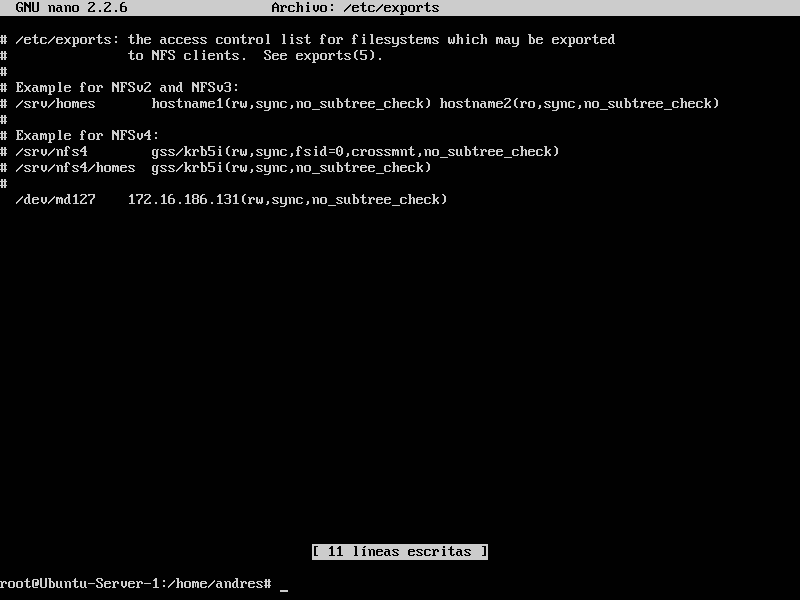 GNU nano 2.2.6 Archivo: /etc/exports
# /etc/exports: the access control list for filesystems which may be exported
# to NFS clients. See exports(5).
#
# Example for NFSv2 and NFSv3:
# /srv/homes hostname1(rw,sync,no_subtree_check) hostname2(ro,sync,no_subtree_check)
#
# Example for NFSv4:
# /srv/nfs4 gss/krb5i(rw,sync,fsid=0,crossmnt,no_subtree_check)
# /srv/nfs4/homes gss/krb5i(rw,sync,no_subtree_check)
#
/dev/md127 172.16.186.131(rw,sync,no_subtree_check)
[ 11 líneas escritas ]
root@Ubuntu-Server-1:/home/andres# _